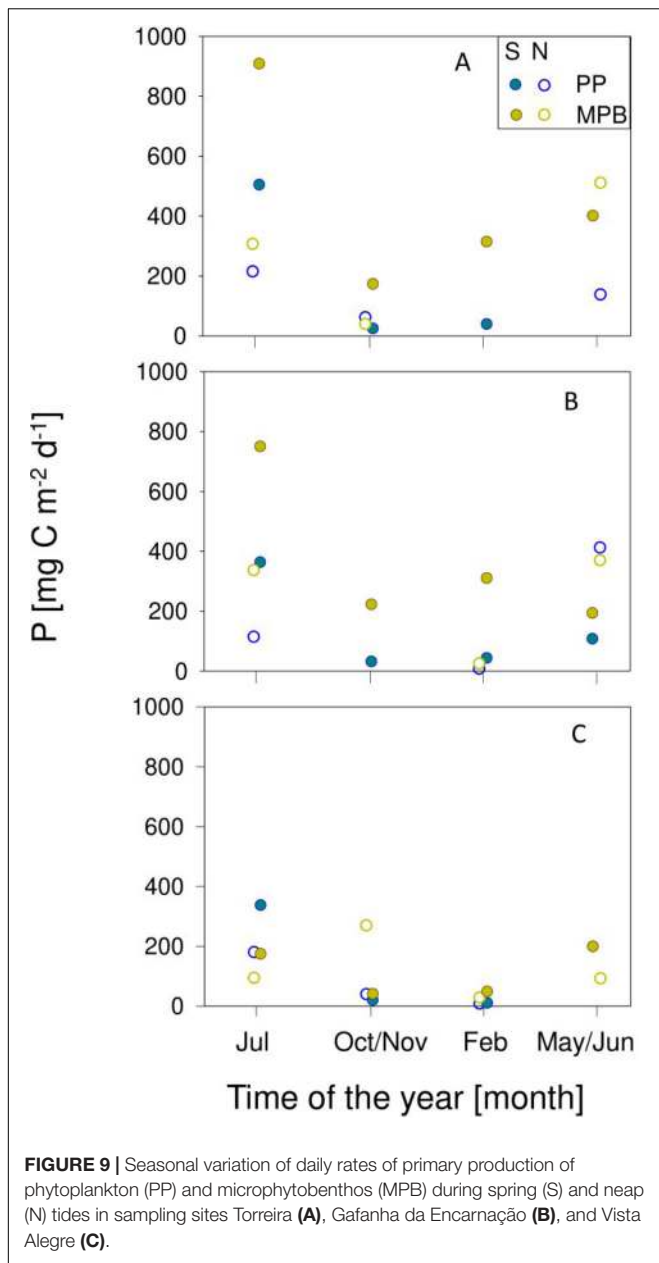 1000
800
600
400
200
0
A
S N
PP
MPB
1000
800
600
400
200
0
B
P [mg C m⁻² d⁻¹]
1000
800
600
400
200
0
C
Jul Oct/Nov Feb May/Jun
Time of the year [month]
FIGURE 9 | Seasonal variation of daily rates of primary production of
phytoplankton (PP) and microphytobenthos (MPB) during spring (S) and neap
(N) tides in sampling sites Torreira (A), Gafanha da Encarnação (B), and Vista
Alegre (C).